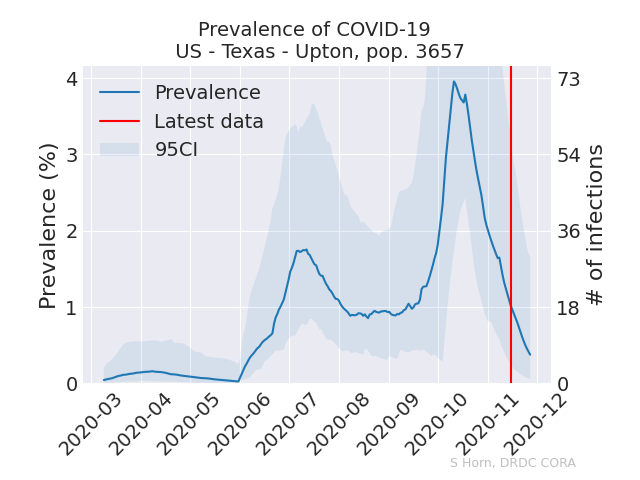 Prevalence of COVID-19
US - Texas - Upton, pop. 3657
Prevalence
Latest data
95CI
Prevalence (%)
4
3
2
1
0
# of infections
73
54
36
18
0
2020-03
2020-04
2020-05
2020-06
2020-07
2020-08
2020-09
2020-10
2020-11
2020-12
S Horn, DRDC CORA